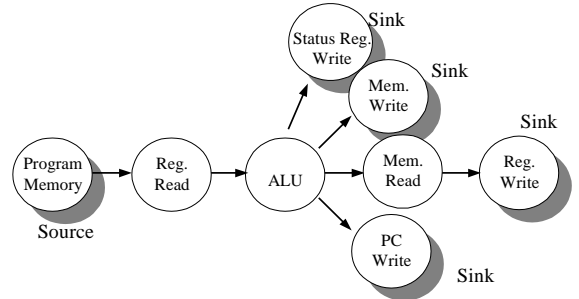 Sink
Status Reg.
Write
Sink
Mem.
Write
Sink
Program
Memory
Reg.
Read
ALU
Mem.
Read
Reg.
Write
Source
PC
Write
Sink